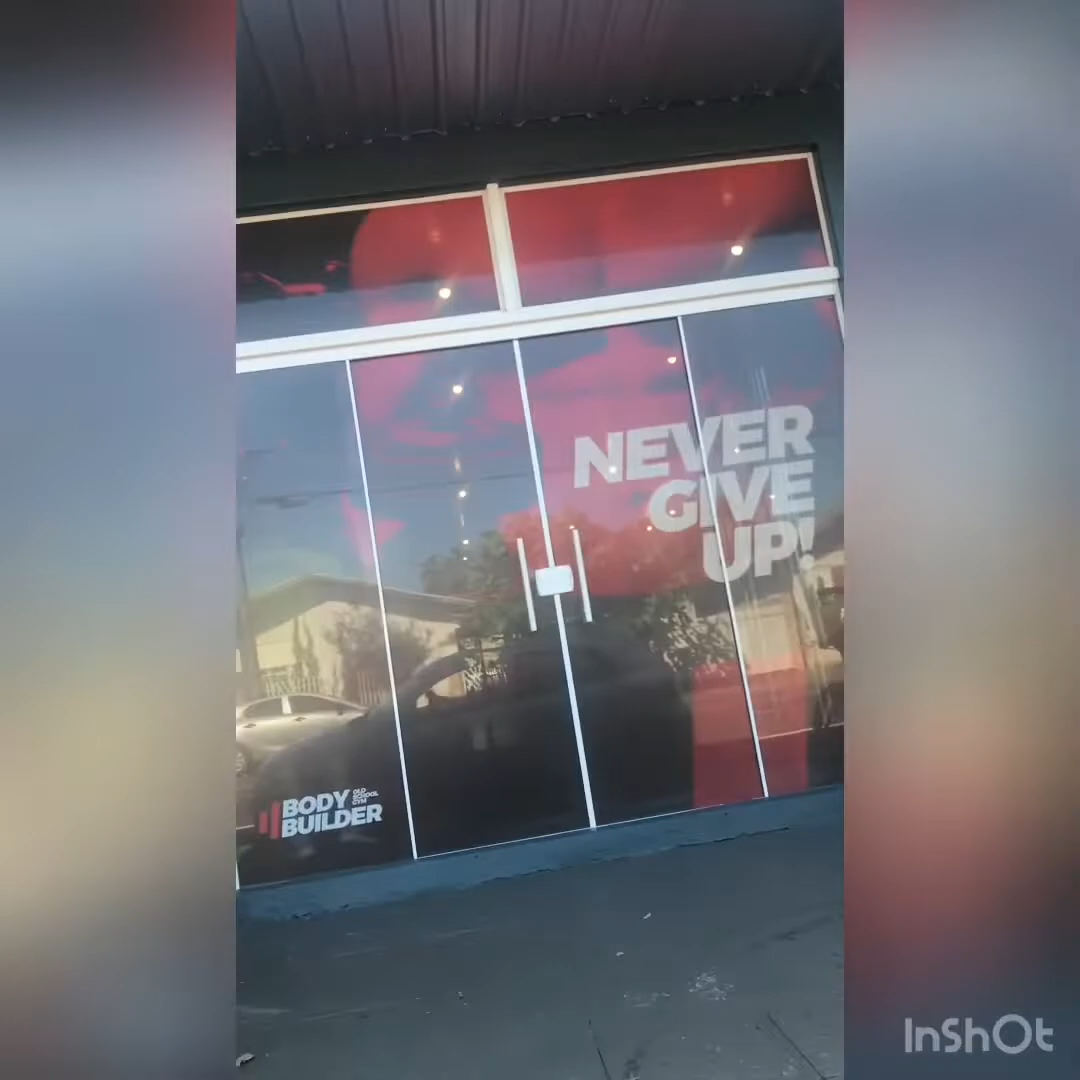 NEVER
GIVE
UP!
BODY OLD SCHOOL GYM
BUILDER
InShOt